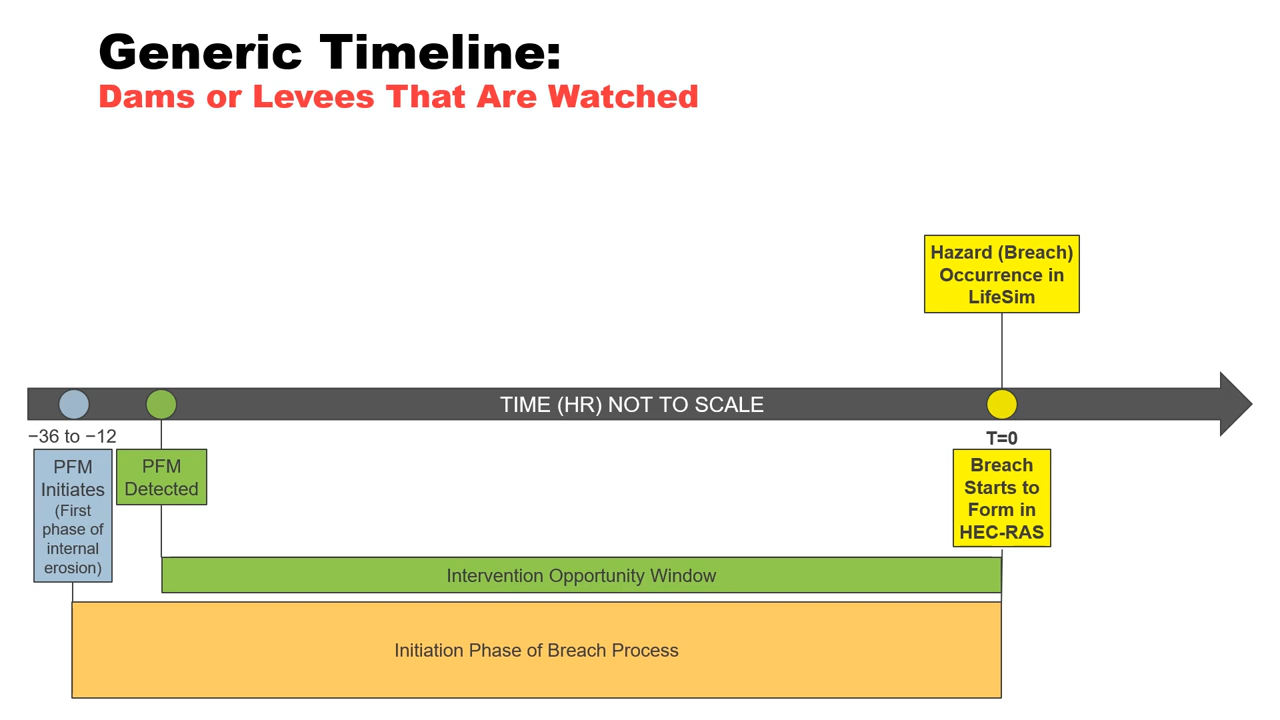 Generic Timeline:
Dams or Levees That Are Watched
Hazard (Breach)
Occurrence in
LifeSim
TIME (HR) NOT TO SCALE
−36 to −12
T=0
PFM
Initiates
(First
phase of
internal
erosion)
PFM
Detected
Breach
Starts to
Form in
HEC-RAS
Intervention Opportunity Window
Initiation Phase of Breach Process